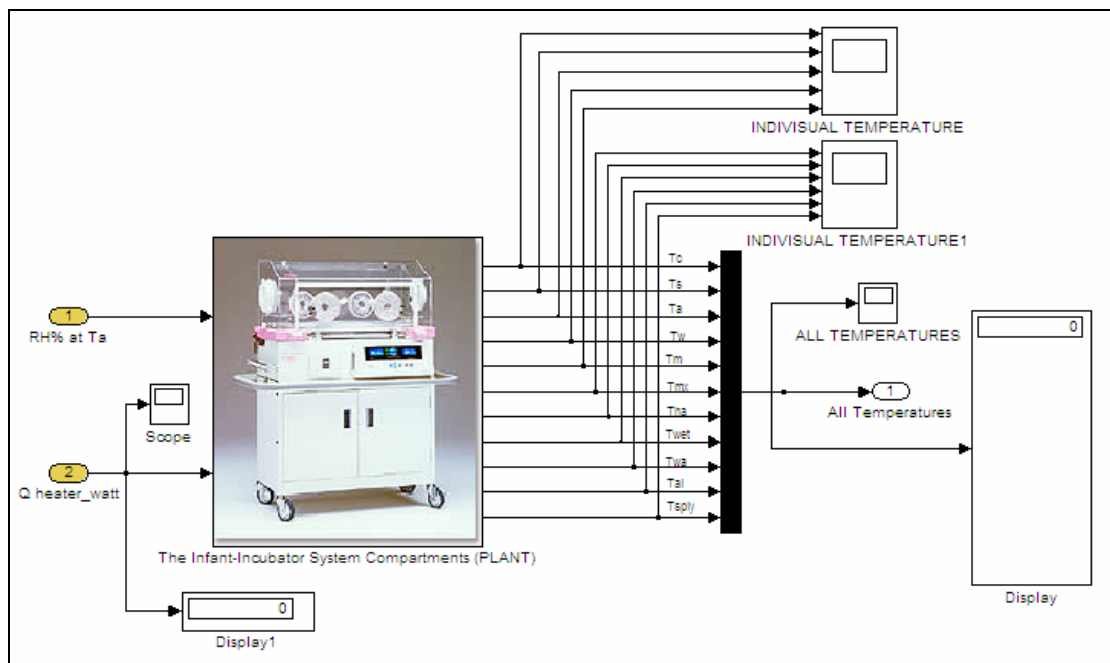 INDIVISUAL TEMPERATURE
INDIVISUAL TEMPERATURE1
Tc
Ts
Ta
Tw
Tm
Tmx
Tha
Twet
Twa
Tai
Tsply
1
RH% at Ta
Scope
2
Q heater_watt
The Infant-Incubator System Compartments (PLANT)
0
Display1
ALL TEMPERATURES
1
All Temperatures
0
Display